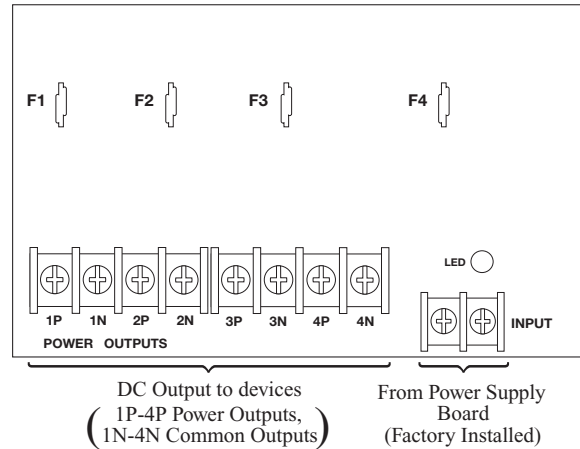 F1 F2 F3 F4
LED
1P 1N 2P 2N 3P 3N 4P 4N
INPUT
POWER OUTPUTS
DC Output to devices
(1P-4P Power Outputs,
1N-4N Common Outputs)
From Power Supply
Board
(Factory Installed)